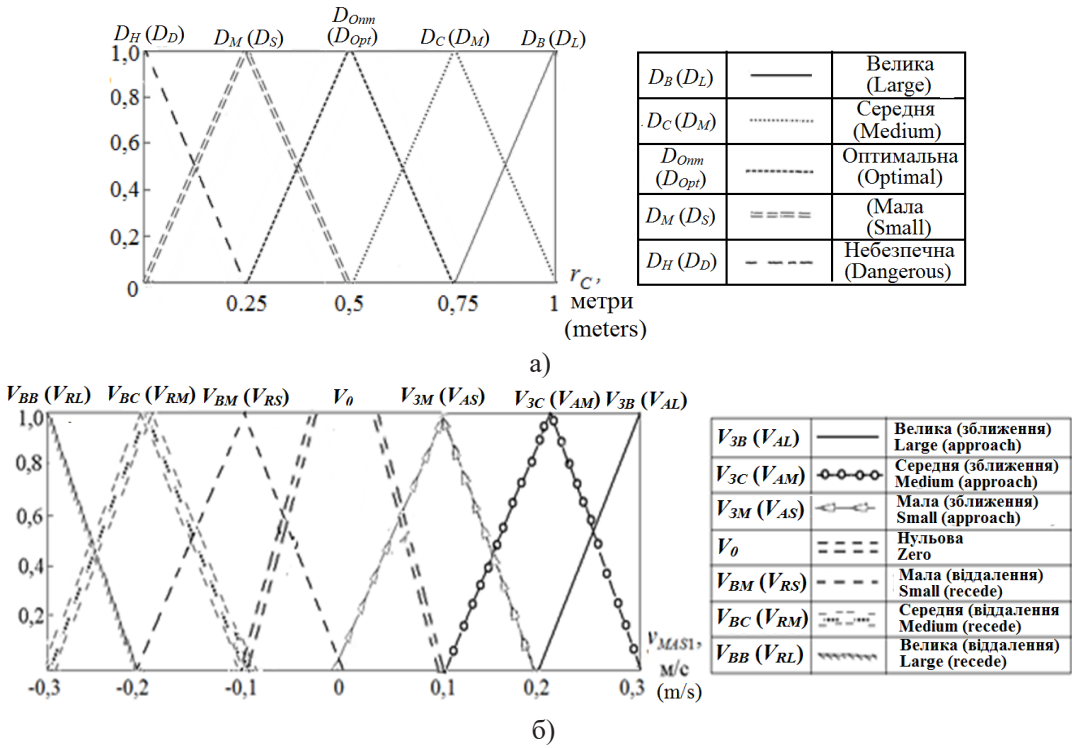 D_H (D_D) D_M (D_S) D_Опт (D_Opt) D_C (D_M) D_B (D_L)
1,0
0,8
0,6
0,4
0,2
0
0.25 0,5 0,75 1
r_C,
метри
(meters)
D_B (D_L) Велика (Large)
D_C (D_M) Середня (Medium)
D_Опт (D_Opt) Оптимальна (Optimal)
D_M (D_S) (Мала (Small)
D_H (D_D) Небезпечна (Dangerous)
а)
V_BB (V_RL) V_BC (V_RM) V_BM (V_RS) V_0 V_3M (V_AS) V_3C (V_AM) V_3B (V_AL)
1,0
0,8
0,6
0,4
0,2
-0,3 -0,2 -0,1 0 0,1 0,2 0,3
v_MAS1,
м/с
(m/s)
V_3B (V_AL) Велика (зближення)
Large (approach)
V_3C (V_AM) Середня (зближення)
Medium (approach)
V_3M (V_AS) Мала (зближення)
Small (approach)
V_0 Нульова
Zero
V_BM (V_RS) Мала (віддалення)
Small (recede)
V_BC (V_RM) Середня (віддалення
Medium (recede)
V_BB (V_RL) Велика (віддалення)
Large (recede)
б)